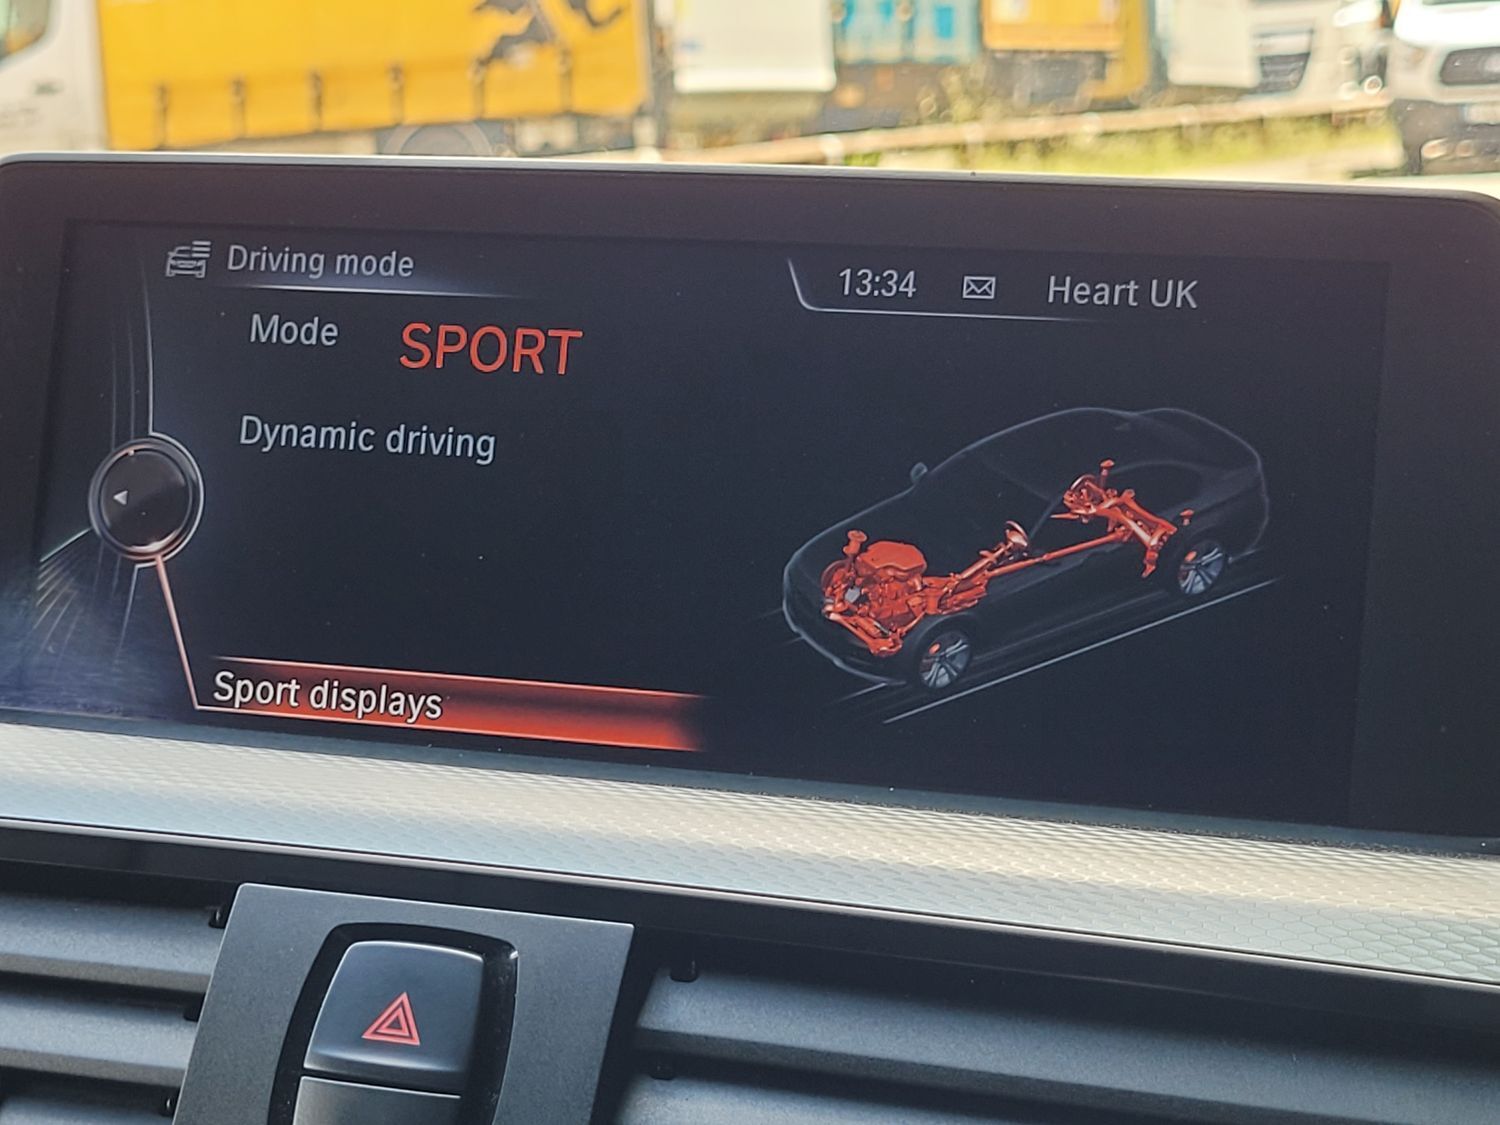 Driving mode
13:34 Heart UK
Mode SPORT
Dynamic driving
Sport displays